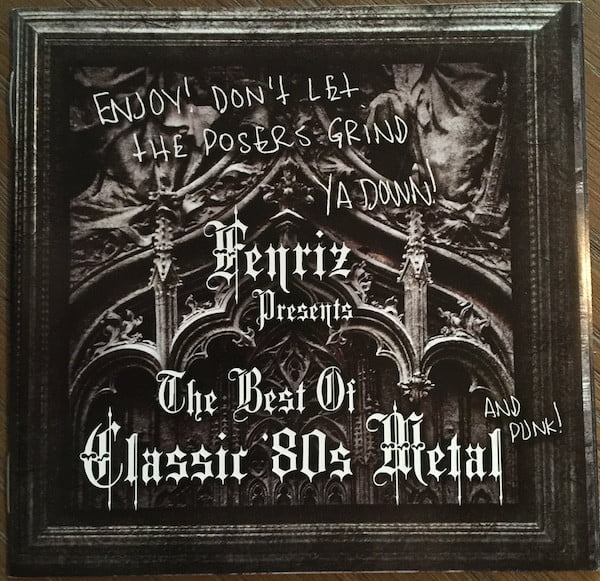 ENJOY! DON't LEt
tHE POSERS GRIND
YA DOWN!
Fenriz
Presents
The Best Of
Classic '80s Metal
AND
PUNK!